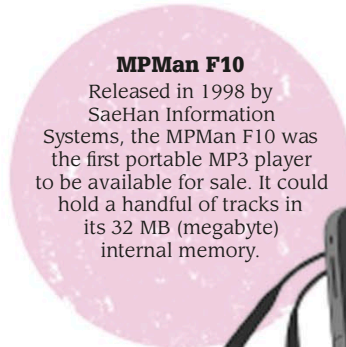 MPMan F10
Released in 1998 by
SaeHan Information
Systems, the MPMan F10 was
the first portable MP3 player
to be available for sale. It could
hold a handful of tracks in
its 32 MB (megabyte)
internal memory.